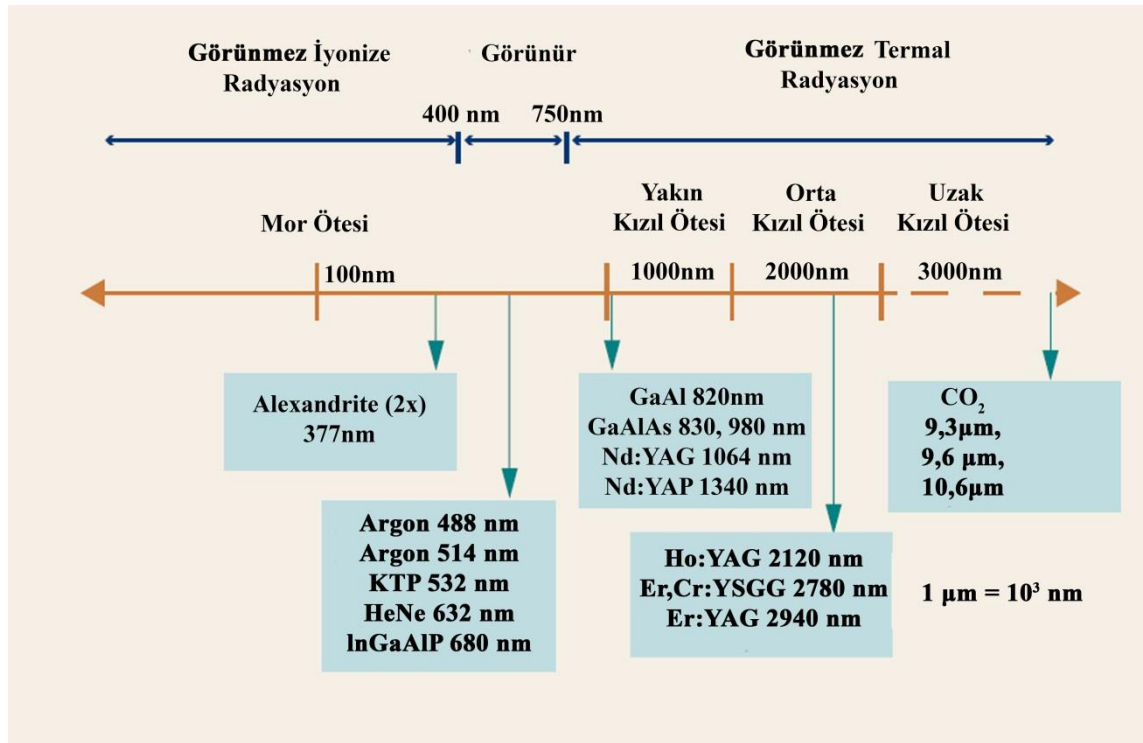 Görünmez İyonize
Radyasyon
Görünür
Görünmez Termal
Radyasyon
400 nm
750nm
Mor Ötesi
Yakın
Kızıl Ötesi
Orta
Kızıl Ötesi
Uzak
Kızıl Ötesi
100nm
1000nm
2000nm
3000nm
Alexandrite (2x)
377nm
Argon 488 nm
Argon 514 nm
KTP 532 nm
HeNe 632 nm
lnGaAlP 680 nm
GaAl 820nm
GaAlAs 830, 980 nm
Nd:YAG 1064 nm
Nd:YAP 1340 nm
Ho:YAG 2120 nm
Er,Cr:YSGG 2780 nm
Er:YAG 2940 nm
CO₂
9,3µm,
9,6 µm,
10,6µm
1 µm = 10³ nm